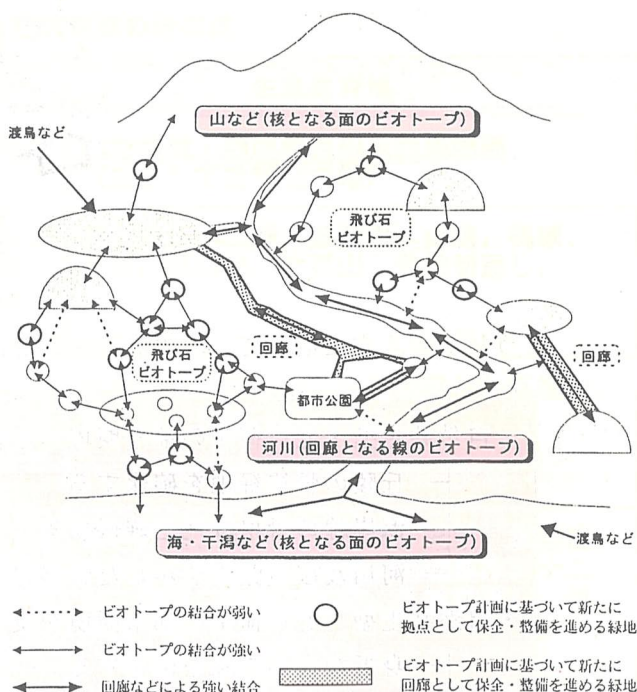 山など(核となる面のビオトープ)
渡鳥など
飛び石
ビオトープ
回廊
回廊
飛び石
ビオトープ
都市公園
河川(回廊となる線のビオトープ)
海・干潟など(核となる面のビオトープ)
渡鳥など
ビオトープの結合が弱い
ビオトープの結合が強い
回廊などによる強い結合
ビオトープ計画に基づいて新たに
拠点として保全・整備を進める緑地
ビオトープ計画に基づいて新たに
回廊として保全・整備を進める緑地